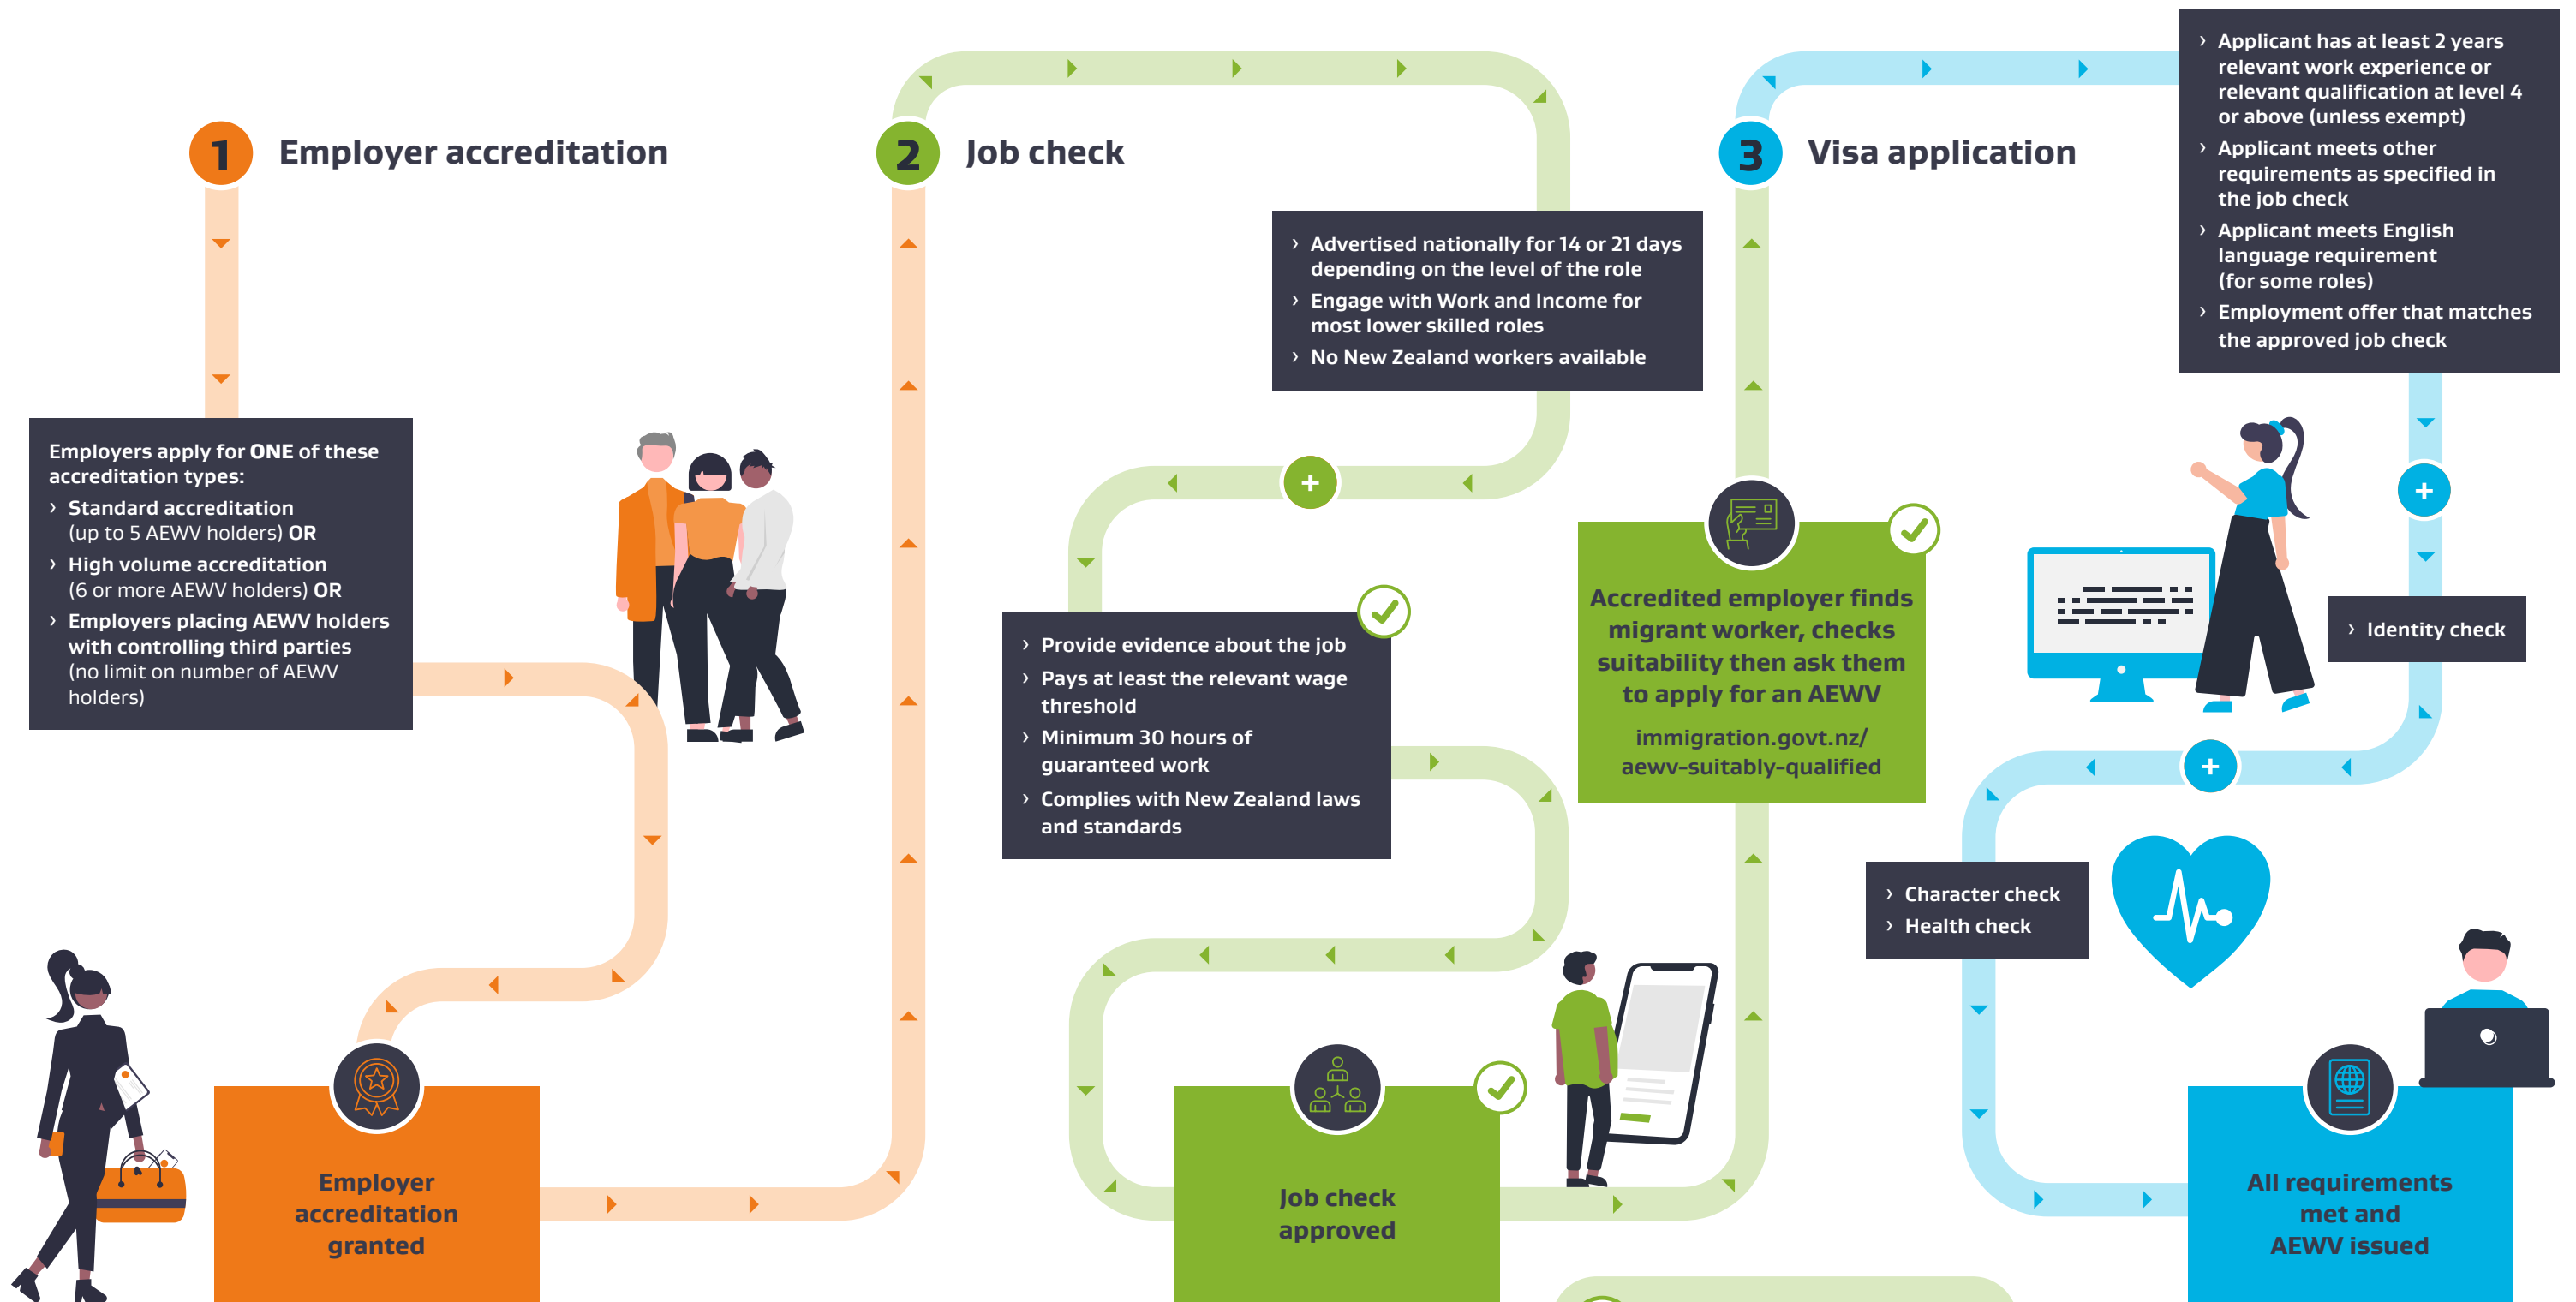 1 Employer accreditation
Employers apply for ONE of these
accreditation types:
› Standard accreditation
(up to 5 AEWV holders) OR
› High volume accreditation
(6 or more AEWV holders) OR
› Employers placing AEWV holders
with controlling third parties
(no limit on number of AEWV
holders)
Employer
accreditation
granted
2 Job check
› Advertised nationally for 14 or 21 days
depending on the level of the role
› Engage with Work and Income for
most lower skilled roles
› No New Zealand workers available
+
› Provide evidence about the job
› Pays at least the relevant wage
threshold
› Minimum 30 hours of
guaranteed work
› Complies with New Zealand laws
and standards
Job check
approved
Accredited employer finds
migrant worker, checks
suitability then ask them
to apply for an AEWV
immigration.govt.nz/
aewv-suitably-qualified
3 Visa application
› Applicant has at least 2 years
relevant work experience or
relevant qualification at level 4
or above (unless exempt)
› Applicant meets other
requirements as specified in
the job check
› Applicant meets English
language requirement
(for some roles)
› Employment offer that matches
the approved job check
+
› Identity check
+
› Character check
› Health check
All requirements
met and
AEWV issued